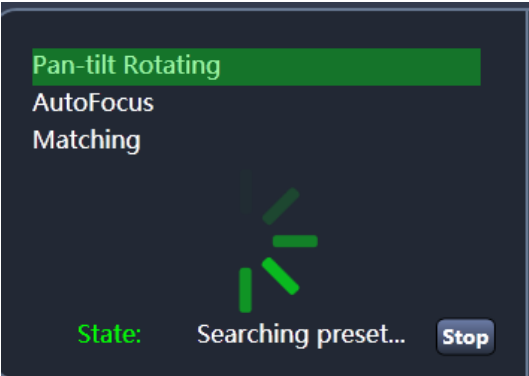 Pan-tilt Rotating
AutoFocus
Matching
State: Searching preset... Stop